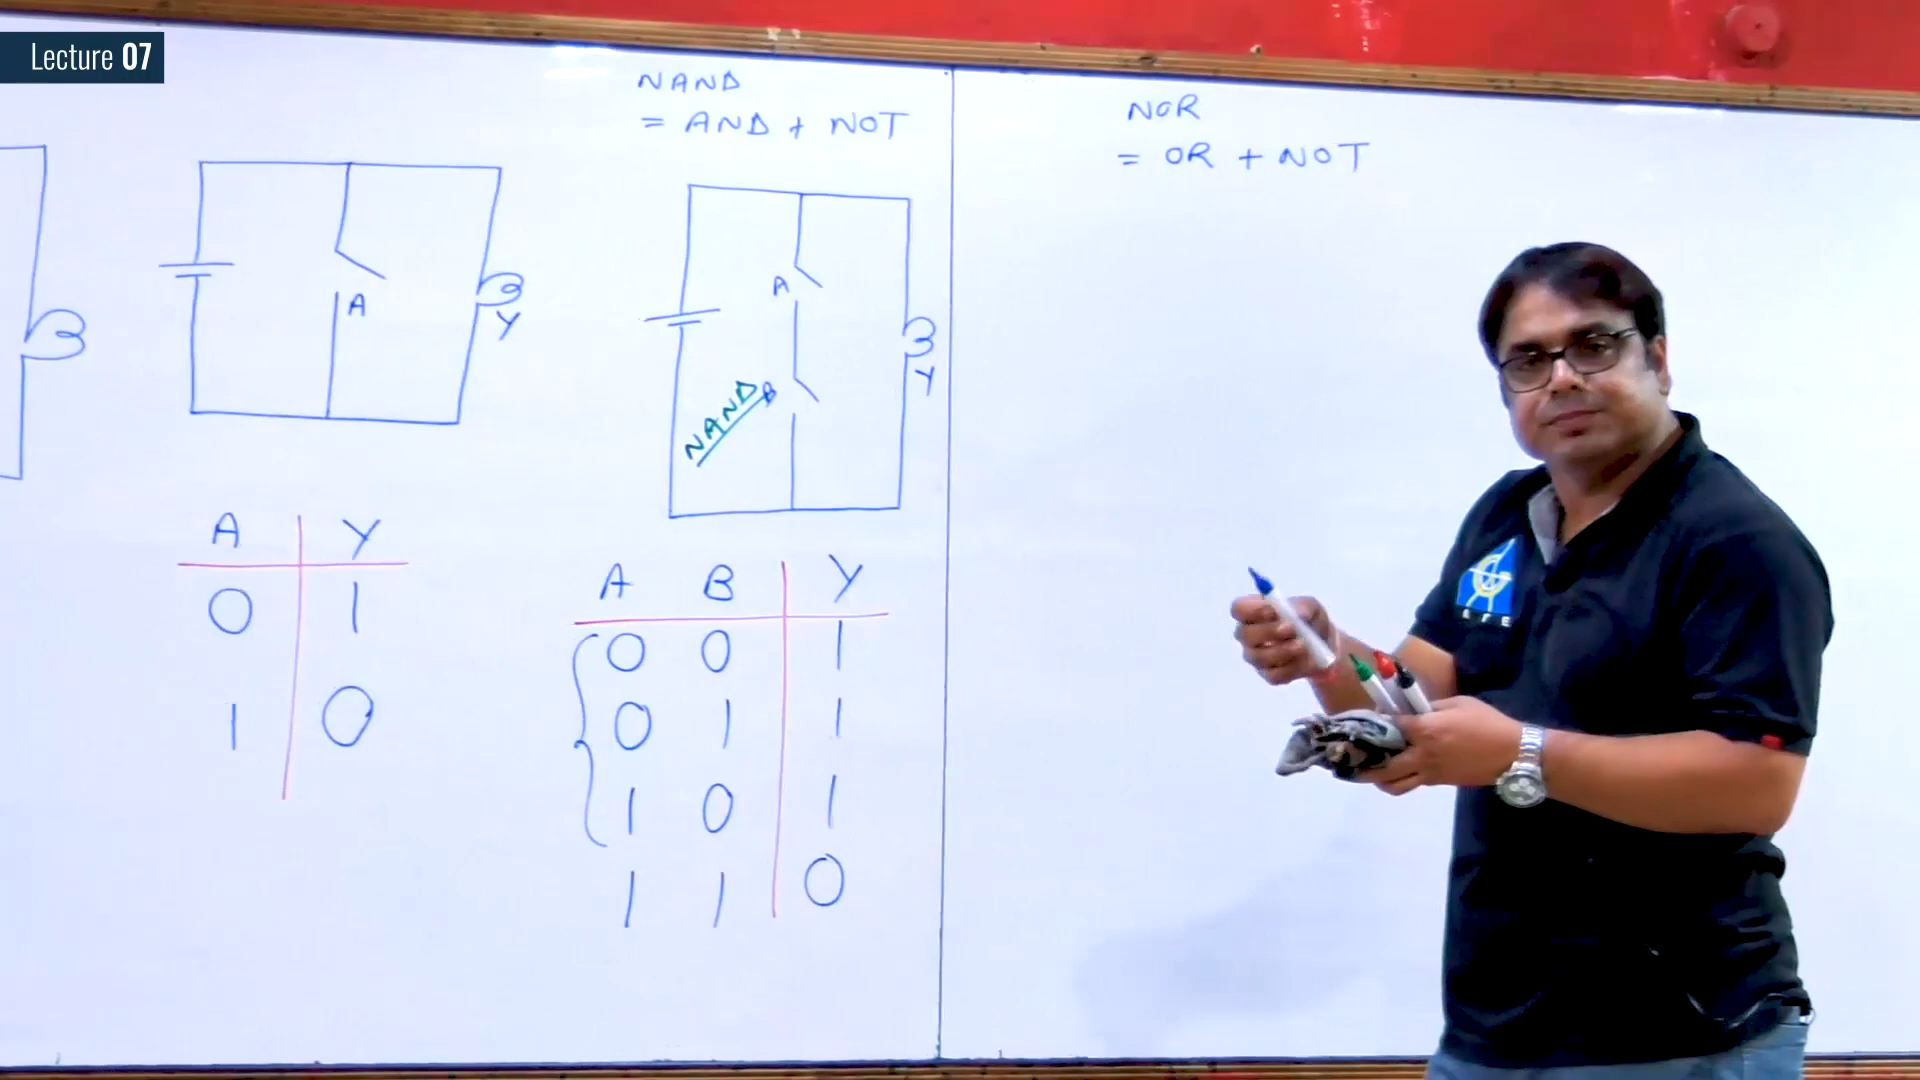 Lecture 07
NAND
= AND + NOT
NOR
= OR + NOT
A
Y
A
B
Y
NAND
A Y
0 1
1 0
A B Y
0 0 1
0 1 1
1 0 1
1 1 0